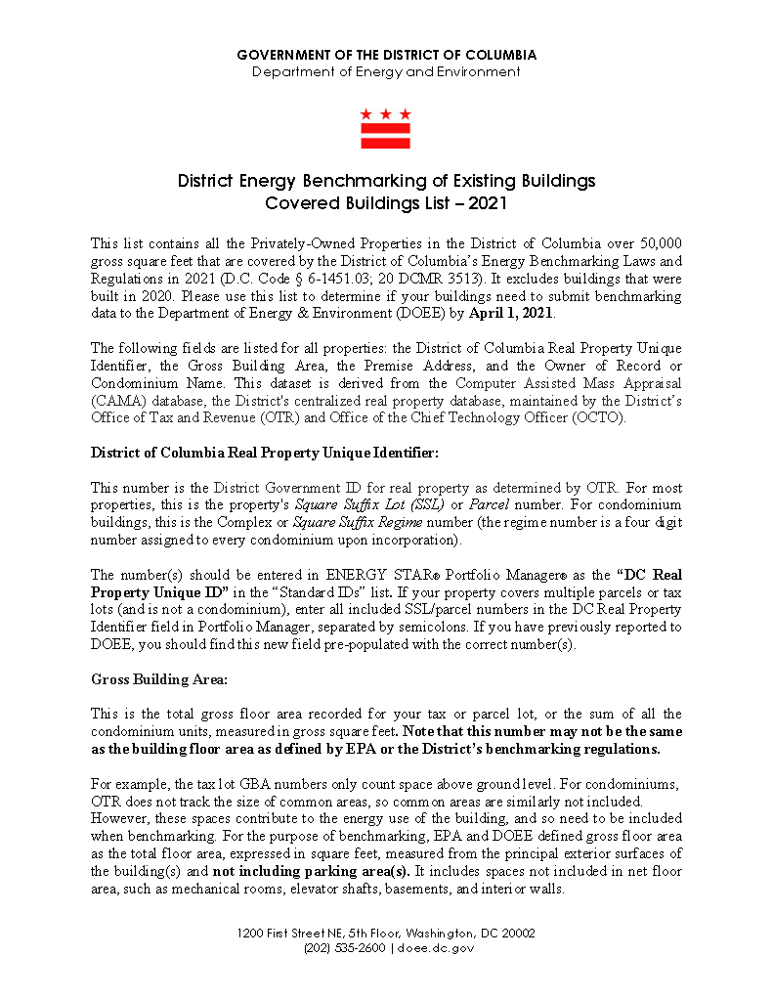 GOVERNMENT OF THE DISTRICT OF COLUMBIA
Department of Energy and Environment
District Energy Benchmarking of Existing Buildings
Covered Buildings List – 2021
This list contains all the Privately-Owned Properties in the District of Columbia over 50,000
gross square feet that are covered by the District of Columbia's Energy Benchmarking Laws and
Regulations in 2021 (D.C. Code § 6-1451.03; 20 DCMR 3513). It excludes buildings that were
built in 2020. Please use this list to determine if your buildings need to submit benchmarking
data to the Department of Energy & Environment (DOEE) by April 1, 2021.
The following fields are listed for all properties: the District of Columbia Real Property Unique
Identifier, the Gross Building Area, the Premise Address, and the Owner of Record or
Condominium Name. This dataset is derived from the Computer Assisted Mass Appraisal
(CAMA) database, the District's centralized real property database, maintained by the District's
Office of Tax and Revenue (OTR) and Office of the Chief Technology Officer (OCTO).
District of Columbia Real Property Unique Identifier:
This number is the District Government ID for real property as determined by OTR. For most
properties, this is the property's Square Suffix Lot (SSL) or Parcel number. For condominium
buildings, this is the Complex or Square Suffix Regime number (the regime number is a four digit
number assigned to every condominium upon incorporation).
The number(s) should be entered in ENERGY STAR® Portfolio Manager® as the "DC Real
Property Unique ID" in the "Standard IDs" list. If your property covers multiple parcels or tax
lots (and is not a condominium), enter all included SSL/parcel numbers in the DC Real Property
Identifier field in Portfolio Manager, separated by semicolons. If you have previously reported to
DOEE, you should find this new field pre-populated with the correct number(s).
Gross Building Area:
This is the total gross floor area recorded for your tax or parcel lot, or the sum of all the
condominium units, measured in gross square feet. Note that this number may not be the same
as the building floor area as defined by EPA or the District's benchmarking regulations.
For example, the tax lot GBA numbers only count space above ground level. For condominiums,
OTR does not track the size of common areas, so common areas are similarly not included.
However, these spaces contribute to the energy use of the building, and so need to be included
when benchmarking. For the purpose of benchmarking, EPA and DOEE defined gross floor area
as the total floor area, expressed in square feet, measured from the principal exterior surfaces of
the building(s) and not including parking area(s). It includes spaces not included in net floor
area, such as mechanical rooms, elevator shafts, basements, and interior walls.
1200 First Street NE, 5th Floor, Washington, DC 20002
(202) 535-2600 | doee.dc.gov